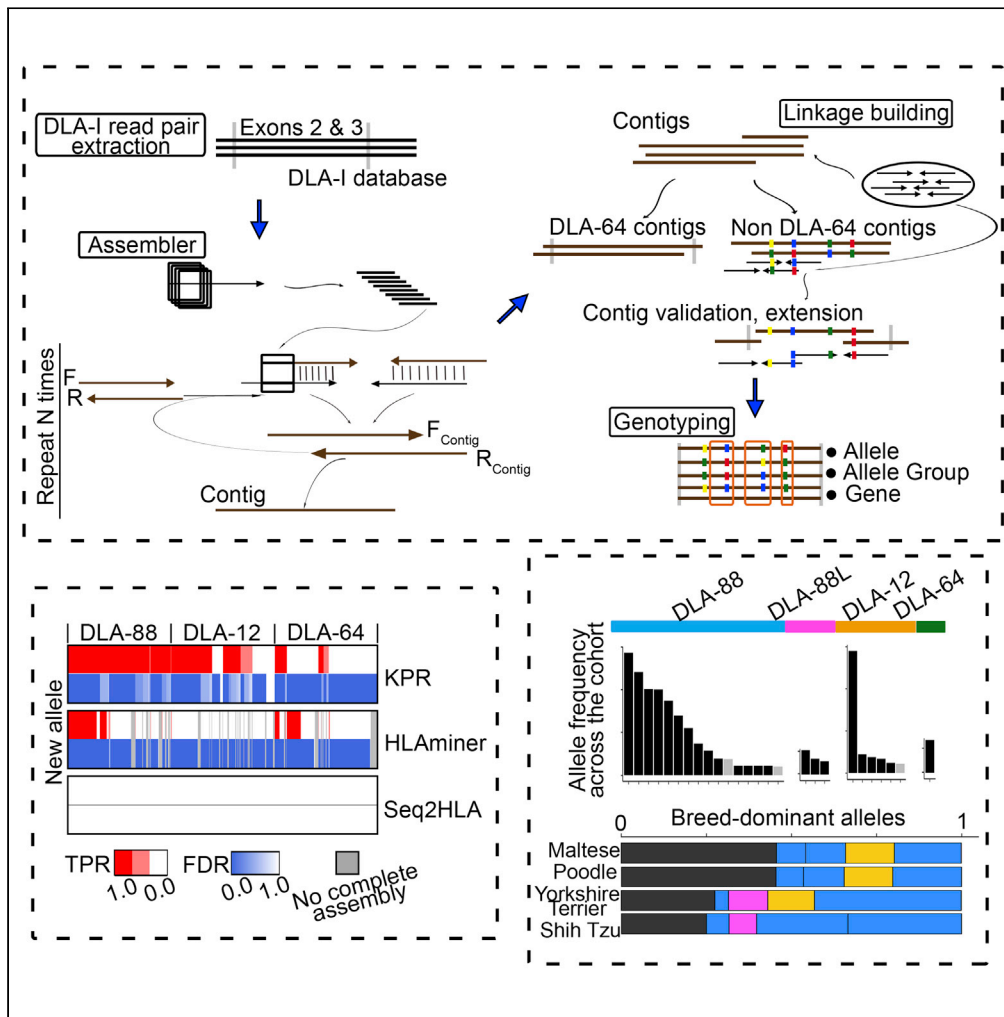 DLA-I read pair
extraction
Exons 2 & 3
DLA-I database
Assembler
Repeat N times
F
R
F Contig
R Contig
Contig
Contigs
Linkage building
DLA-64 contigs
Non DLA-64 contigs
Contig validation, extension
Genotyping
Allele
Allele Group
Gene
DLA-88
DLA-12
DLA-64
New allele
KPR
HLAminer
Seq2HLA
TPR
1.0
0.0
FDR
0.0
1.0
No complete
assembly
DLA-88
DLA-88L
DLA-12
DLA-64
Allele frequency
across the cohort
0
Breed-dominant alleles
1
Maltese
Poodle
Yorkshire
Terrier
Shih Tzu